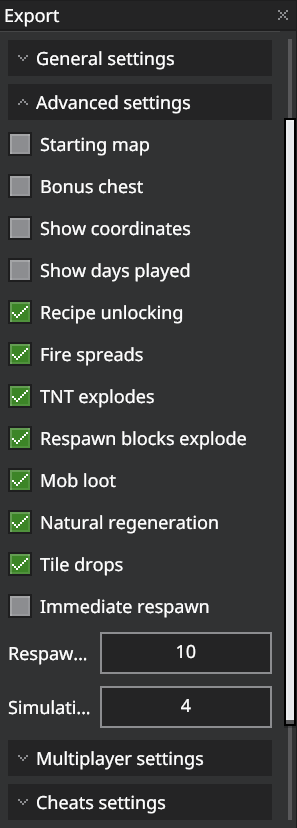 Export
General settings
Advanced settings
Starting map
Bonus chest
Show coordinates
Show days played
Recipe unlocking
Fire spreads
TNT explodes
Respawn blocks explode
Mob loot
Natural regeneration
Tile drops
Immediate respawn
Respaw... 10
Simulati... 4
Multiplayer settings
Cheats settings